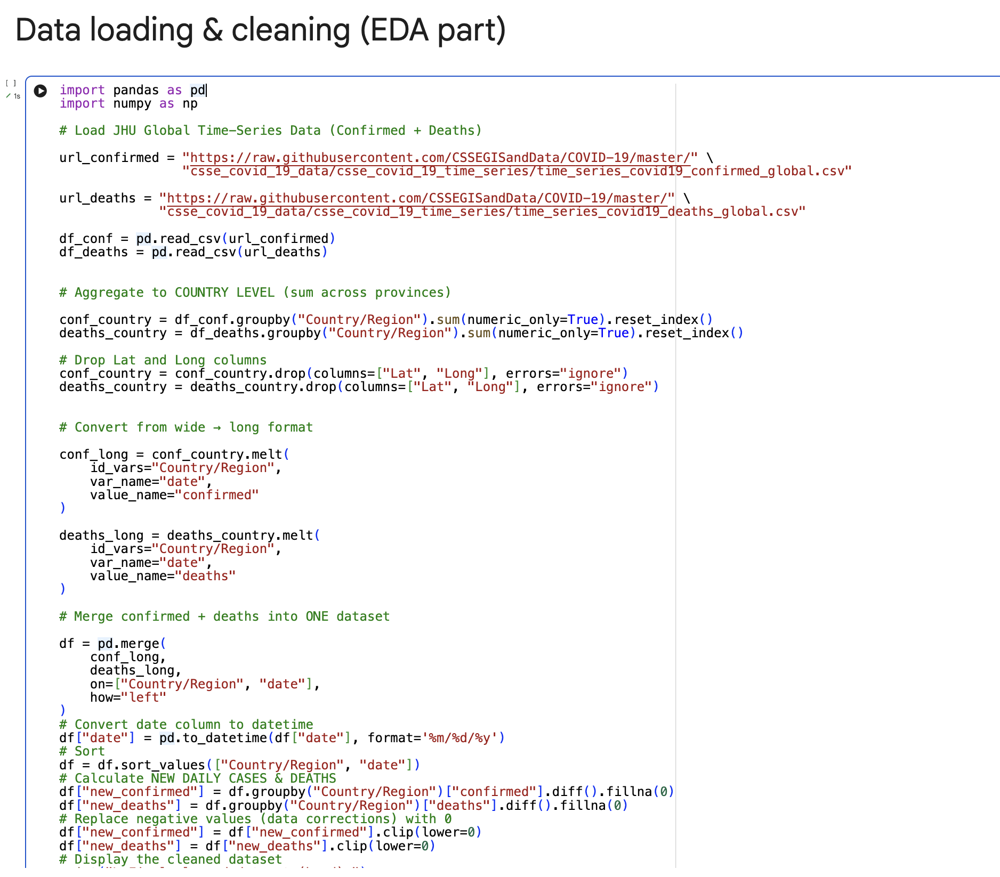 Data loading & cleaning (EDA part)
[ ]
1s
import pandas as pd
import numpy as np
# Load JHU Global Time-Series Data (Confirmed + Deaths)
url_confirmed = "https://raw.githubusercontent.com/CSSEGISandData/COVID-19/master/" \
"csse_covid_19_data/csse_covid_19_time_series/time_series_covid19_confirmed_global.csv"
url_deaths = "https://raw.githubusercontent.com/CSSEGISandData/COVID-19/master/" \
"csse_covid_19_data/csse_covid_19_time_series/time_series_covid19_deaths_global.csv"
df_conf = pd.read_csv(url_confirmed)
df_deaths = pd.read_csv(url_deaths)
# Aggregate to COUNTRY LEVEL (sum across provinces)
conf_country = df_conf.groupby("Country/Region").sum(numeric_only=True).reset_index()
deaths_country = df_deaths.groupby("Country/Region").sum(numeric_only=True).reset_index()
# Drop Lat and Long columns
conf_country = conf_country.drop(columns=["Lat", "Long"], errors="ignore")
deaths_country = deaths_country.drop(columns=["Lat", "Long"], errors="ignore")
# Convert from wide → long format
conf_long = conf_country.melt(
    id_vars="Country/Region",
    var_name="date",
    value_name="confirmed"
)
deaths_long = deaths_country.melt(
    id_vars="Country/Region",
    var_name="date",
    value_name="deaths"
)
# Merge confirmed + deaths into ONE dataset
df = pd.merge(
    conf_long,
    deaths_long,
    on=["Country/Region", "date"],
    how="left"
)
# Convert date column to datetime
df["date"] = pd.to_datetime(df["date"], format='%m/%d/%y')
# Sort
df = df.sort_values(["Country/Region", "date"])
# Calculate NEW DAILY CASES & DEATHS
df["new_confirmed"] = df.groupby("Country/Region")["confirmed"].diff().fillna(0)
df["new_deaths"] = df.groupby("Country/Region")["deaths"].diff().fillna(0)
# Replace negative values (data corrections) with 0
df["new_confirmed"] = df["new_confirmed"].clip(lower=0)
df["new_deaths"] = df["new_deaths"].clip(lower=0)
# Display the cleaned dataset